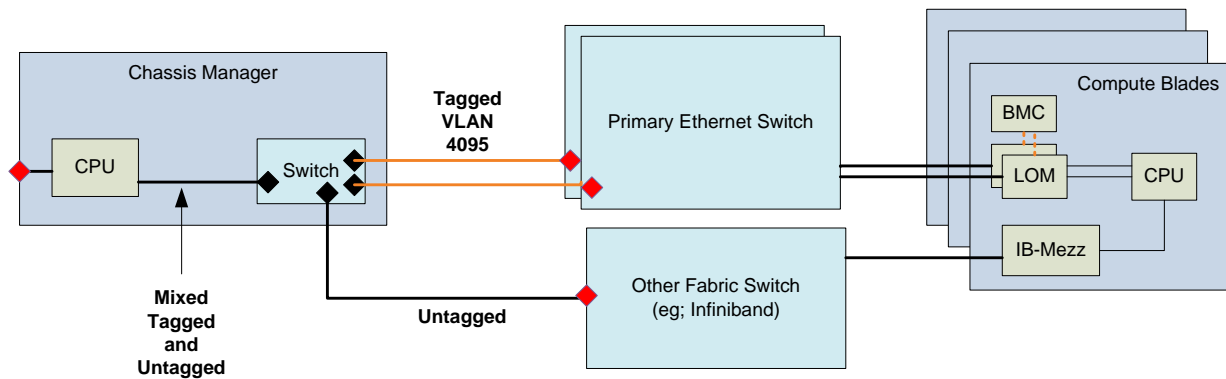 Chassis Manager
CPU
Switch
Mixed
Tagged
and
Untagged
Tagged
VLAN
4095
Untagged
Primary Ethernet Switch
Other Fabric Switch
(eg; Infiniband)
Compute Blades
BMC
LOM
CPU
IB-Mezz